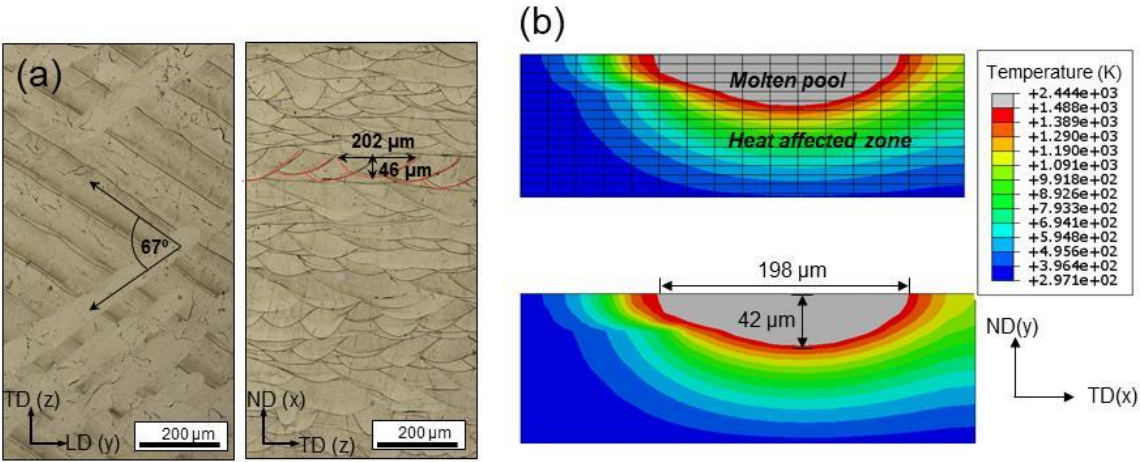 (a)
67º
TD (z)
LD (y)
200 µm
202 µm
46 µm
ND (x)
TD (z)
200 µm
(b)
Molten pool
Heat affected zone
Temperature (K)
+2.444e+03
+1.488e+03
+1.389e+03
+1.290e+03
+1.191e+03
+1.091e+03
+9.918e+02
+8.926e+02
+7.933e+02
+6.941e+02
+5.948e+02
+4.956e+02
+3.964e+02
+2.971e+02
198 µm
42 µm
ND(y)
TD(x)